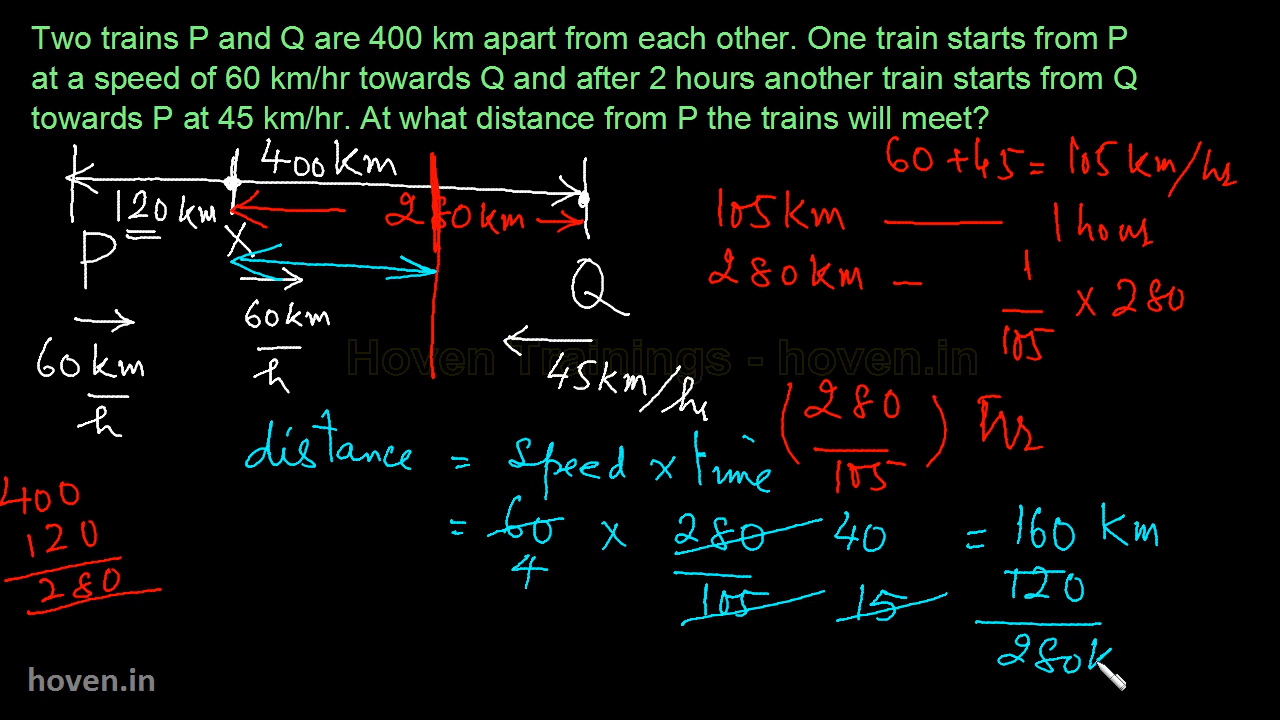 Two trains P and Q are 400 km apart from each other. One train starts from P
at a speed of 60 km/hr towards Q and after 2 hours another train starts from Q
towards P at 45 km/hr. At what distance from P the trains will meet?
400 km
60 + 45 = 105 km/hr
120 km
280 km
105 km — 1 hour
P
X
Q
280 km – 1/105 × 280
60 km/h
60 km/h
45 km/hr
Hoven Trainings - hoven.in
(280/105) hr
distance = speed × time
= 60 × 280 40 = 160 km
4 105 15 120
280k
400
120
280
hoven.in